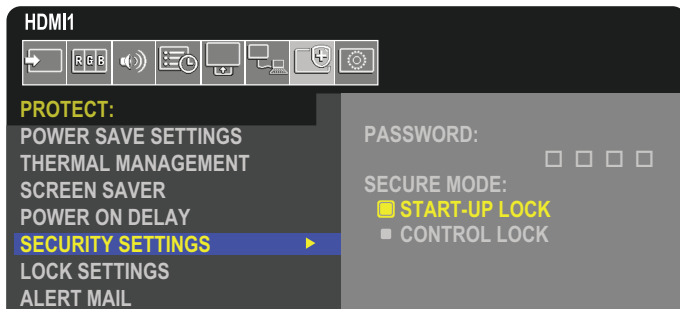 HDMI1
RGB
PROTECT:
POWER SAVE SETTINGS
THERMAL MANAGEMENT
SCREEN SAVER
POWER ON DELAY
SECURITY SETTINGS
LOCK SETTINGS
ALERT MAIL
PASSWORD:
SECURE MODE:
START-UP LOCK
CONTROL LOCK